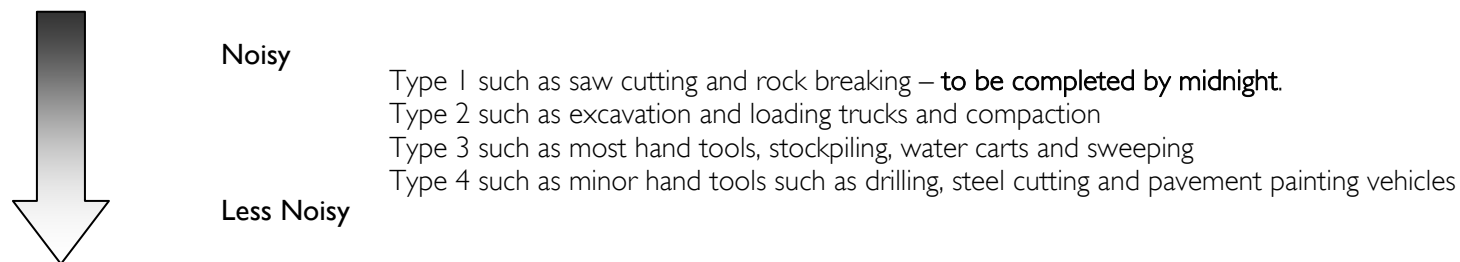 Noisy
Type 1 such as saw cutting and rock breaking – to be completed by midnight.
Type 2 such as excavation and loading trucks and compaction
Type 3 such as most hand tools, stockpiling, water carts and sweeping
Type 4 such as minor hand tools such as drilling, steel cutting and pavement painting vehicles
Less Noisy